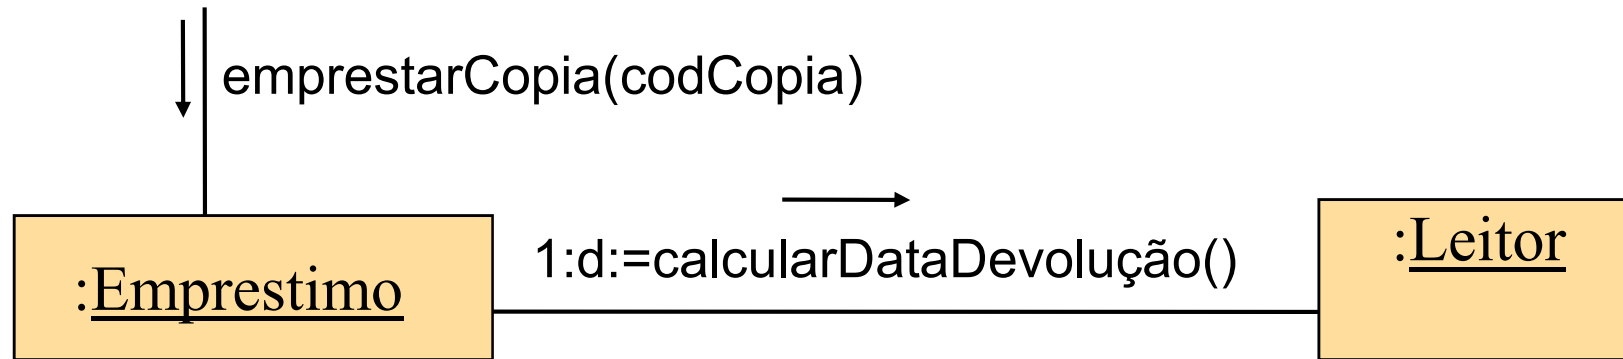 emprestarCopia(codCopia)
1:d:=calcularDataDevolução()
:Leitor
:Emprestimo